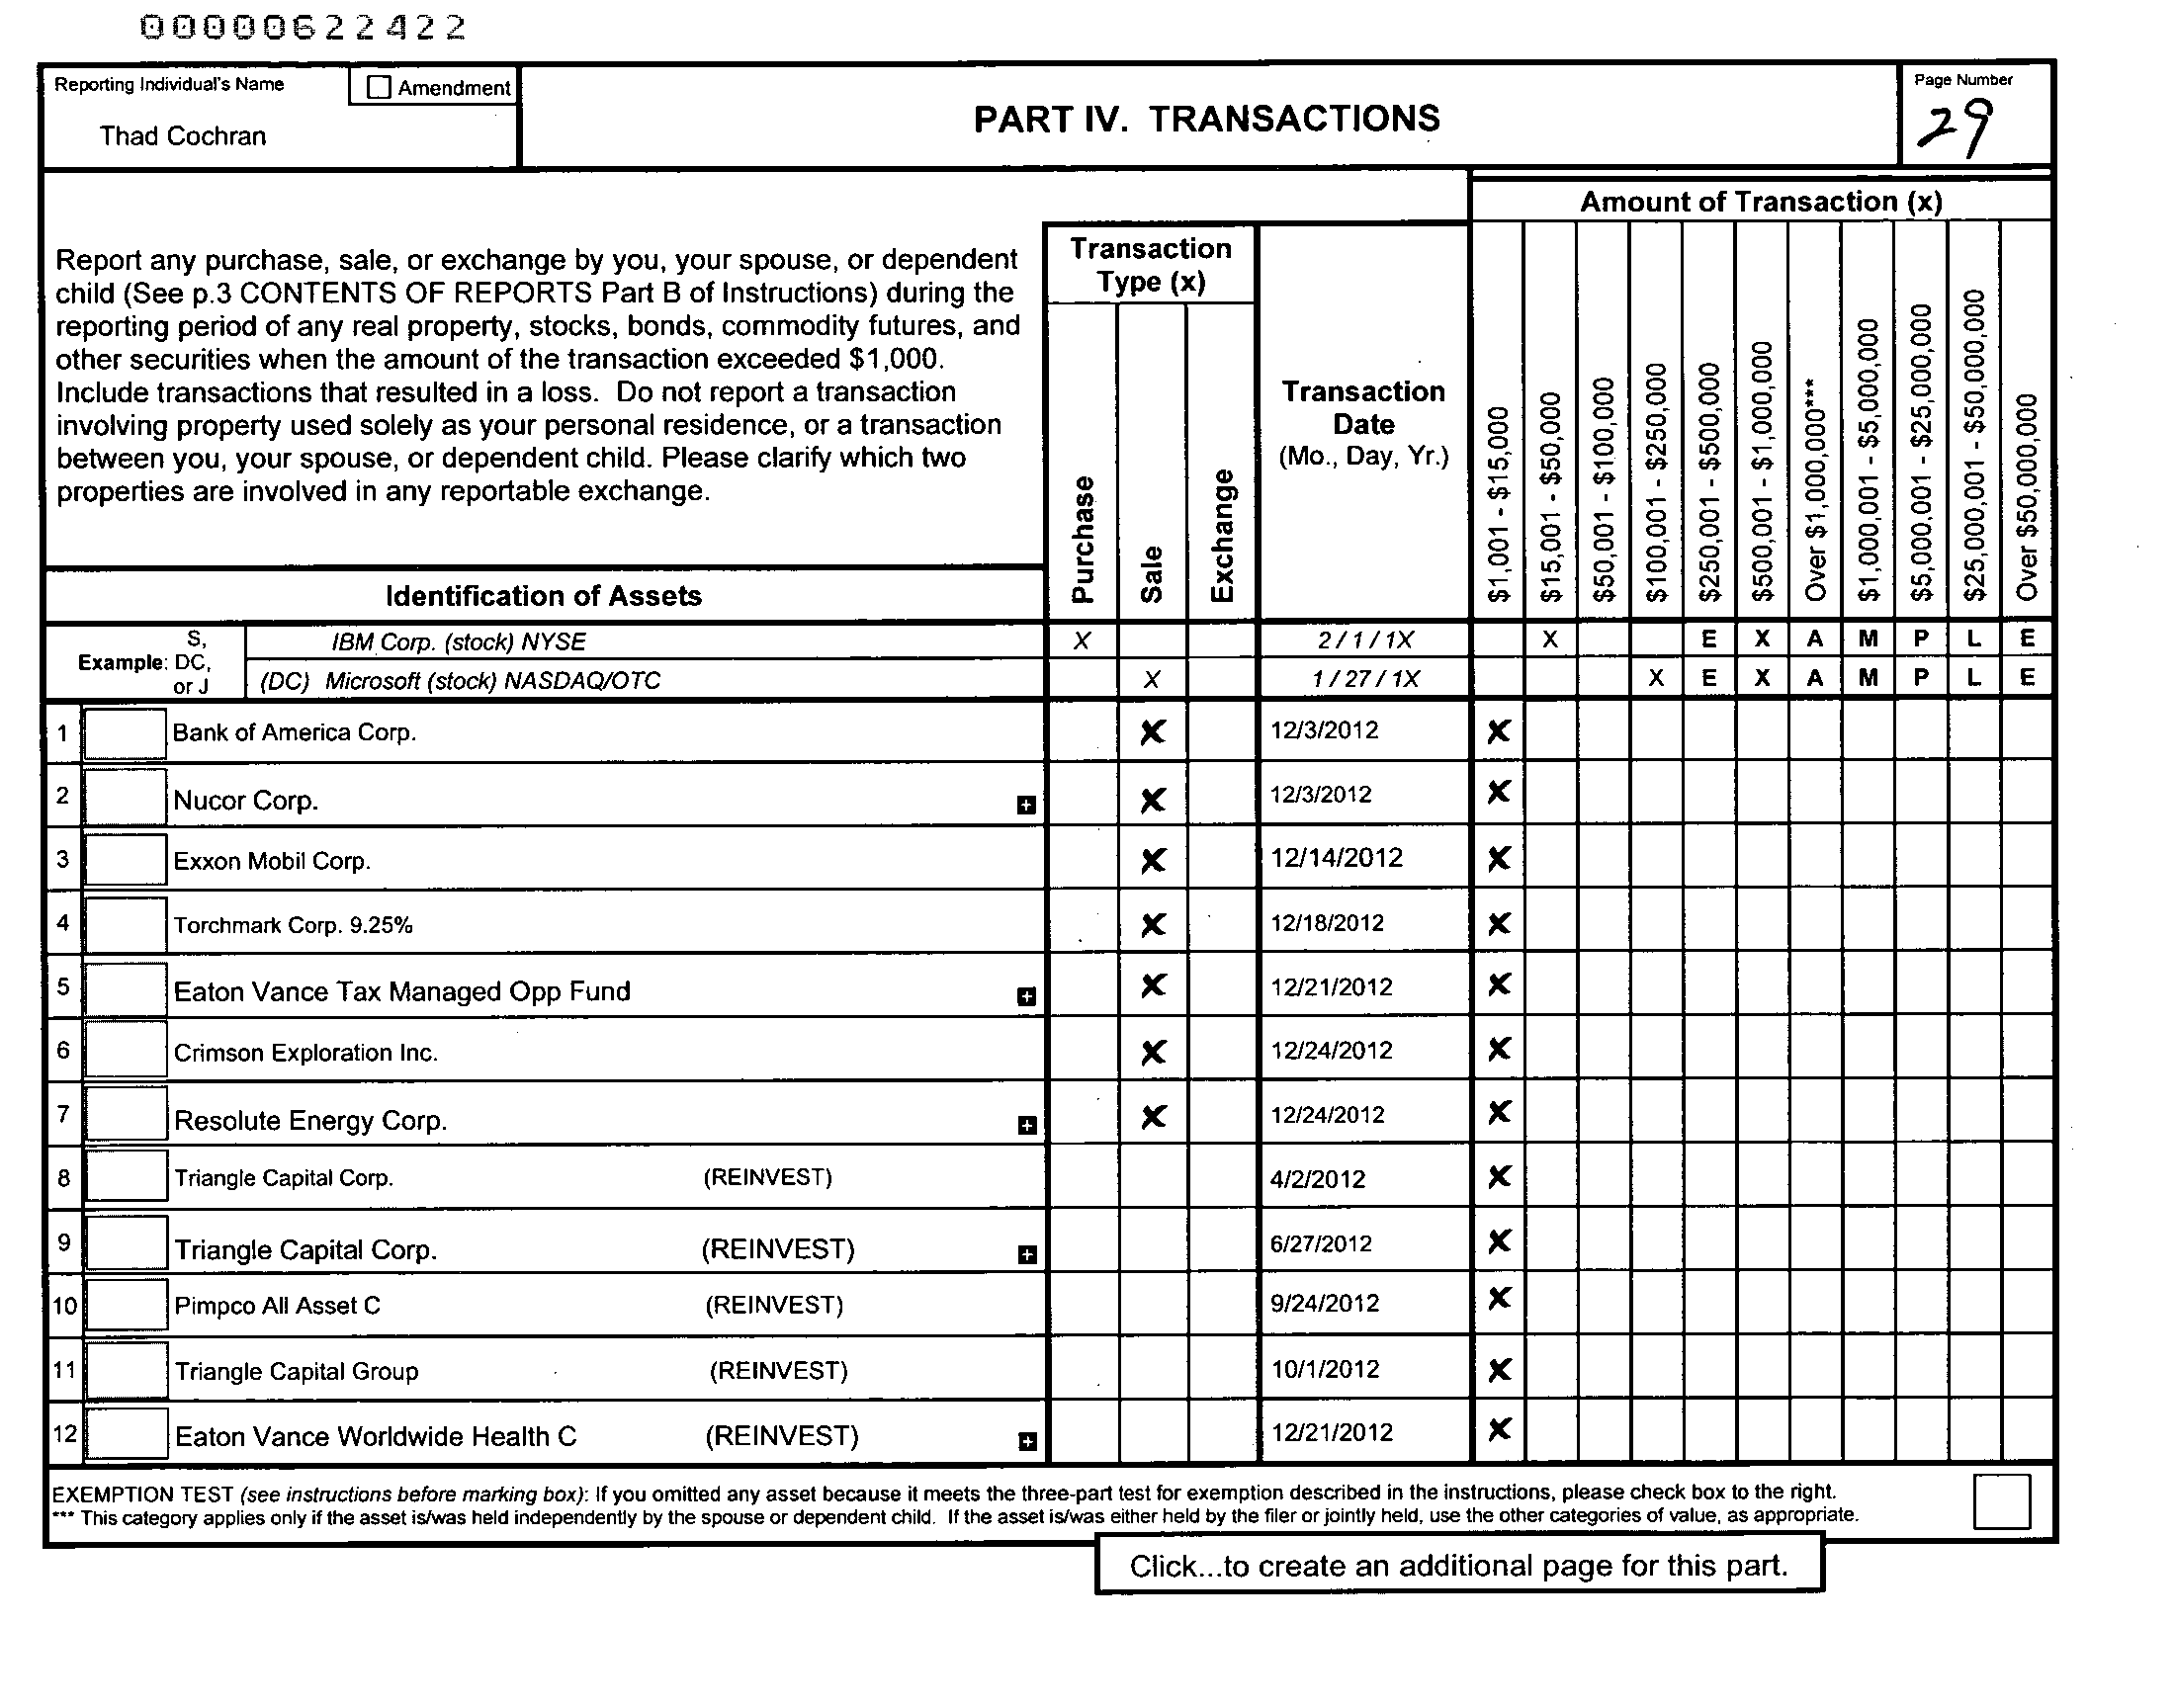 00000622422
Reporting Individual's Name
Amendment
Thad Cochran
PART IV. TRANSACTIONS
Page Number
29
Amount of Transaction (x)
Report any purchase, sale, or exchange by you, your spouse, or dependent
child (See p.3 CONTENTS OF REPORTS Part B of Instructions) during the
reporting period of any real property, stocks, bonds, commodity futures, and
other securities when the amount of the transaction exceeded $1,000.
Include transactions that resulted in a loss. Do not report a transaction
involving property used solely as your personal residence, or a transaction
between you, your spouse, or dependent child. Please clarify which two
properties are involved in any reportable exchange.
Transaction
Type (x)
Purchase
Sale
Exchange
Transaction
Date
(Mo., Day, Yr.)
$1,001 - $15,000
$15,001 - $50,000
$50,001 - $100,000
$100,001 - $250,000
$250,001 - $500,000
$500,001 - $1,000,000
Over $1,000,000***
$1,000,001 - $5,000,000
$5,000,001 - $25,000,000
$25,000,001 - $50,000,000
Over $50,000,000
Identification of Assets
Example: S,
DC,
or J
IBM Corp. (stock) NYSE X 2 / 1 / 1X X E X A M P L E
(DC) Microsoft (stock) NASDAQ/OTC X 1 / 27 / 1X X E X A M P L E
1 Bank of America Corp. X 12/3/2012 X
2 Nucor Corp. + X 12/3/2012 X
3 Exxon Mobil Corp. X 12/14/2012 X
4 Torchmark Corp. 9.25% X 12/18/2012 X
5 Eaton Vance Tax Managed Opp Fund + X 12/21/2012 X
6 Crimson Exploration Inc. X 12/24/2012 X
7 Resolute Energy Corp. + X 12/24/2012 X
8 Triangle Capital Corp. (REINVEST) 4/2/2012 X
9 Triangle Capital Corp. (REINVEST) + 6/27/2012 X
10 Pimpco All Asset C (REINVEST) 9/24/2012 X
11 Triangle Capital Group (REINVEST) 10/1/2012 X
12 Eaton Vance Worldwide Health C (REINVEST) + 12/21/2012 X
EXEMPTION TEST (see instructions before marking box): If you omitted any asset because it meets the three-part test for exemption described in the instructions, please check box to the right.
*** This category applies only if the asset is/was held independently by the spouse or dependent child. If the asset is/was either held by the filer or jointly held, use the other categories of value, as appropriate.
Click...to create an additional page for this part.